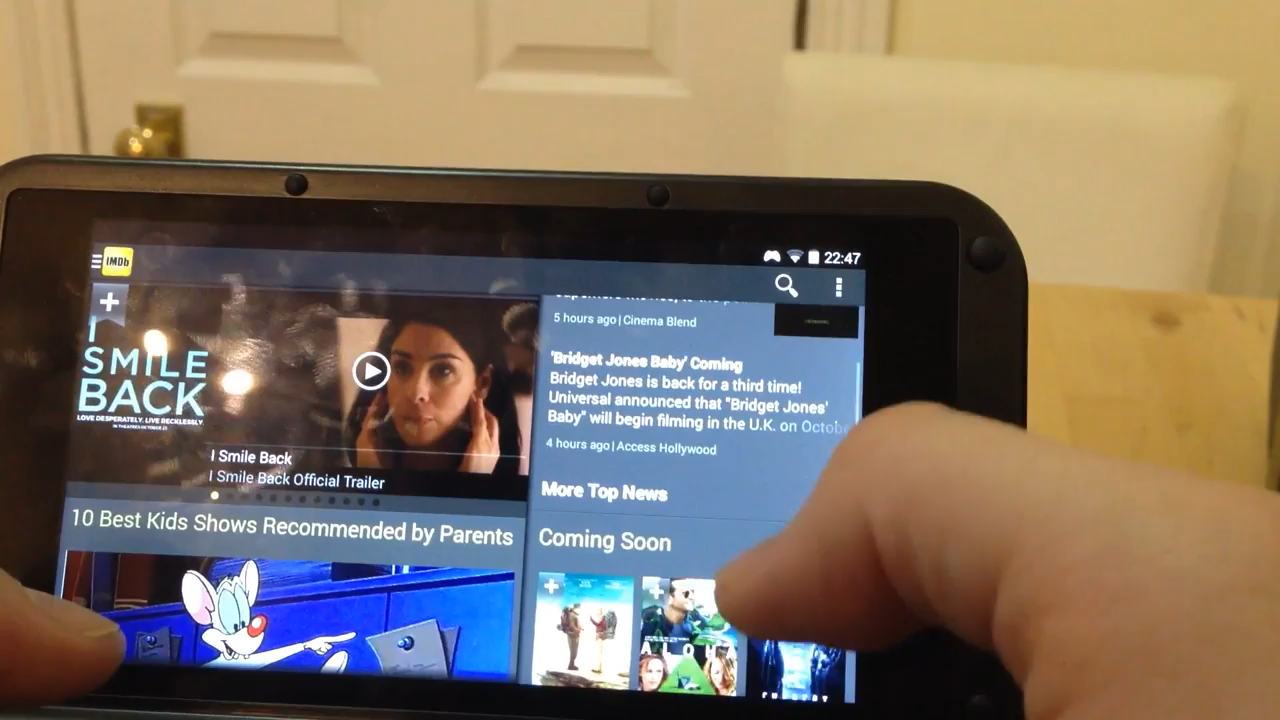 IMDb
22:47
I
SMILE
BACK
LOVE DESPERATELY. LIVE RECKLESSLY.
I Smile Back
I Smile Back Official Trailer
10 Best Kids Shows Recommended by Parents
5 hours ago | Cinema Blend
'Bridget Jones Baby' Coming
Bridget Jones is back for a third time!
Universal announced that "Bridget Jones'
Baby" will begin filming in the U.K. on Octobe
4 hours ago | Access Hollywood
More Top News
Coming Soon
ALOHA